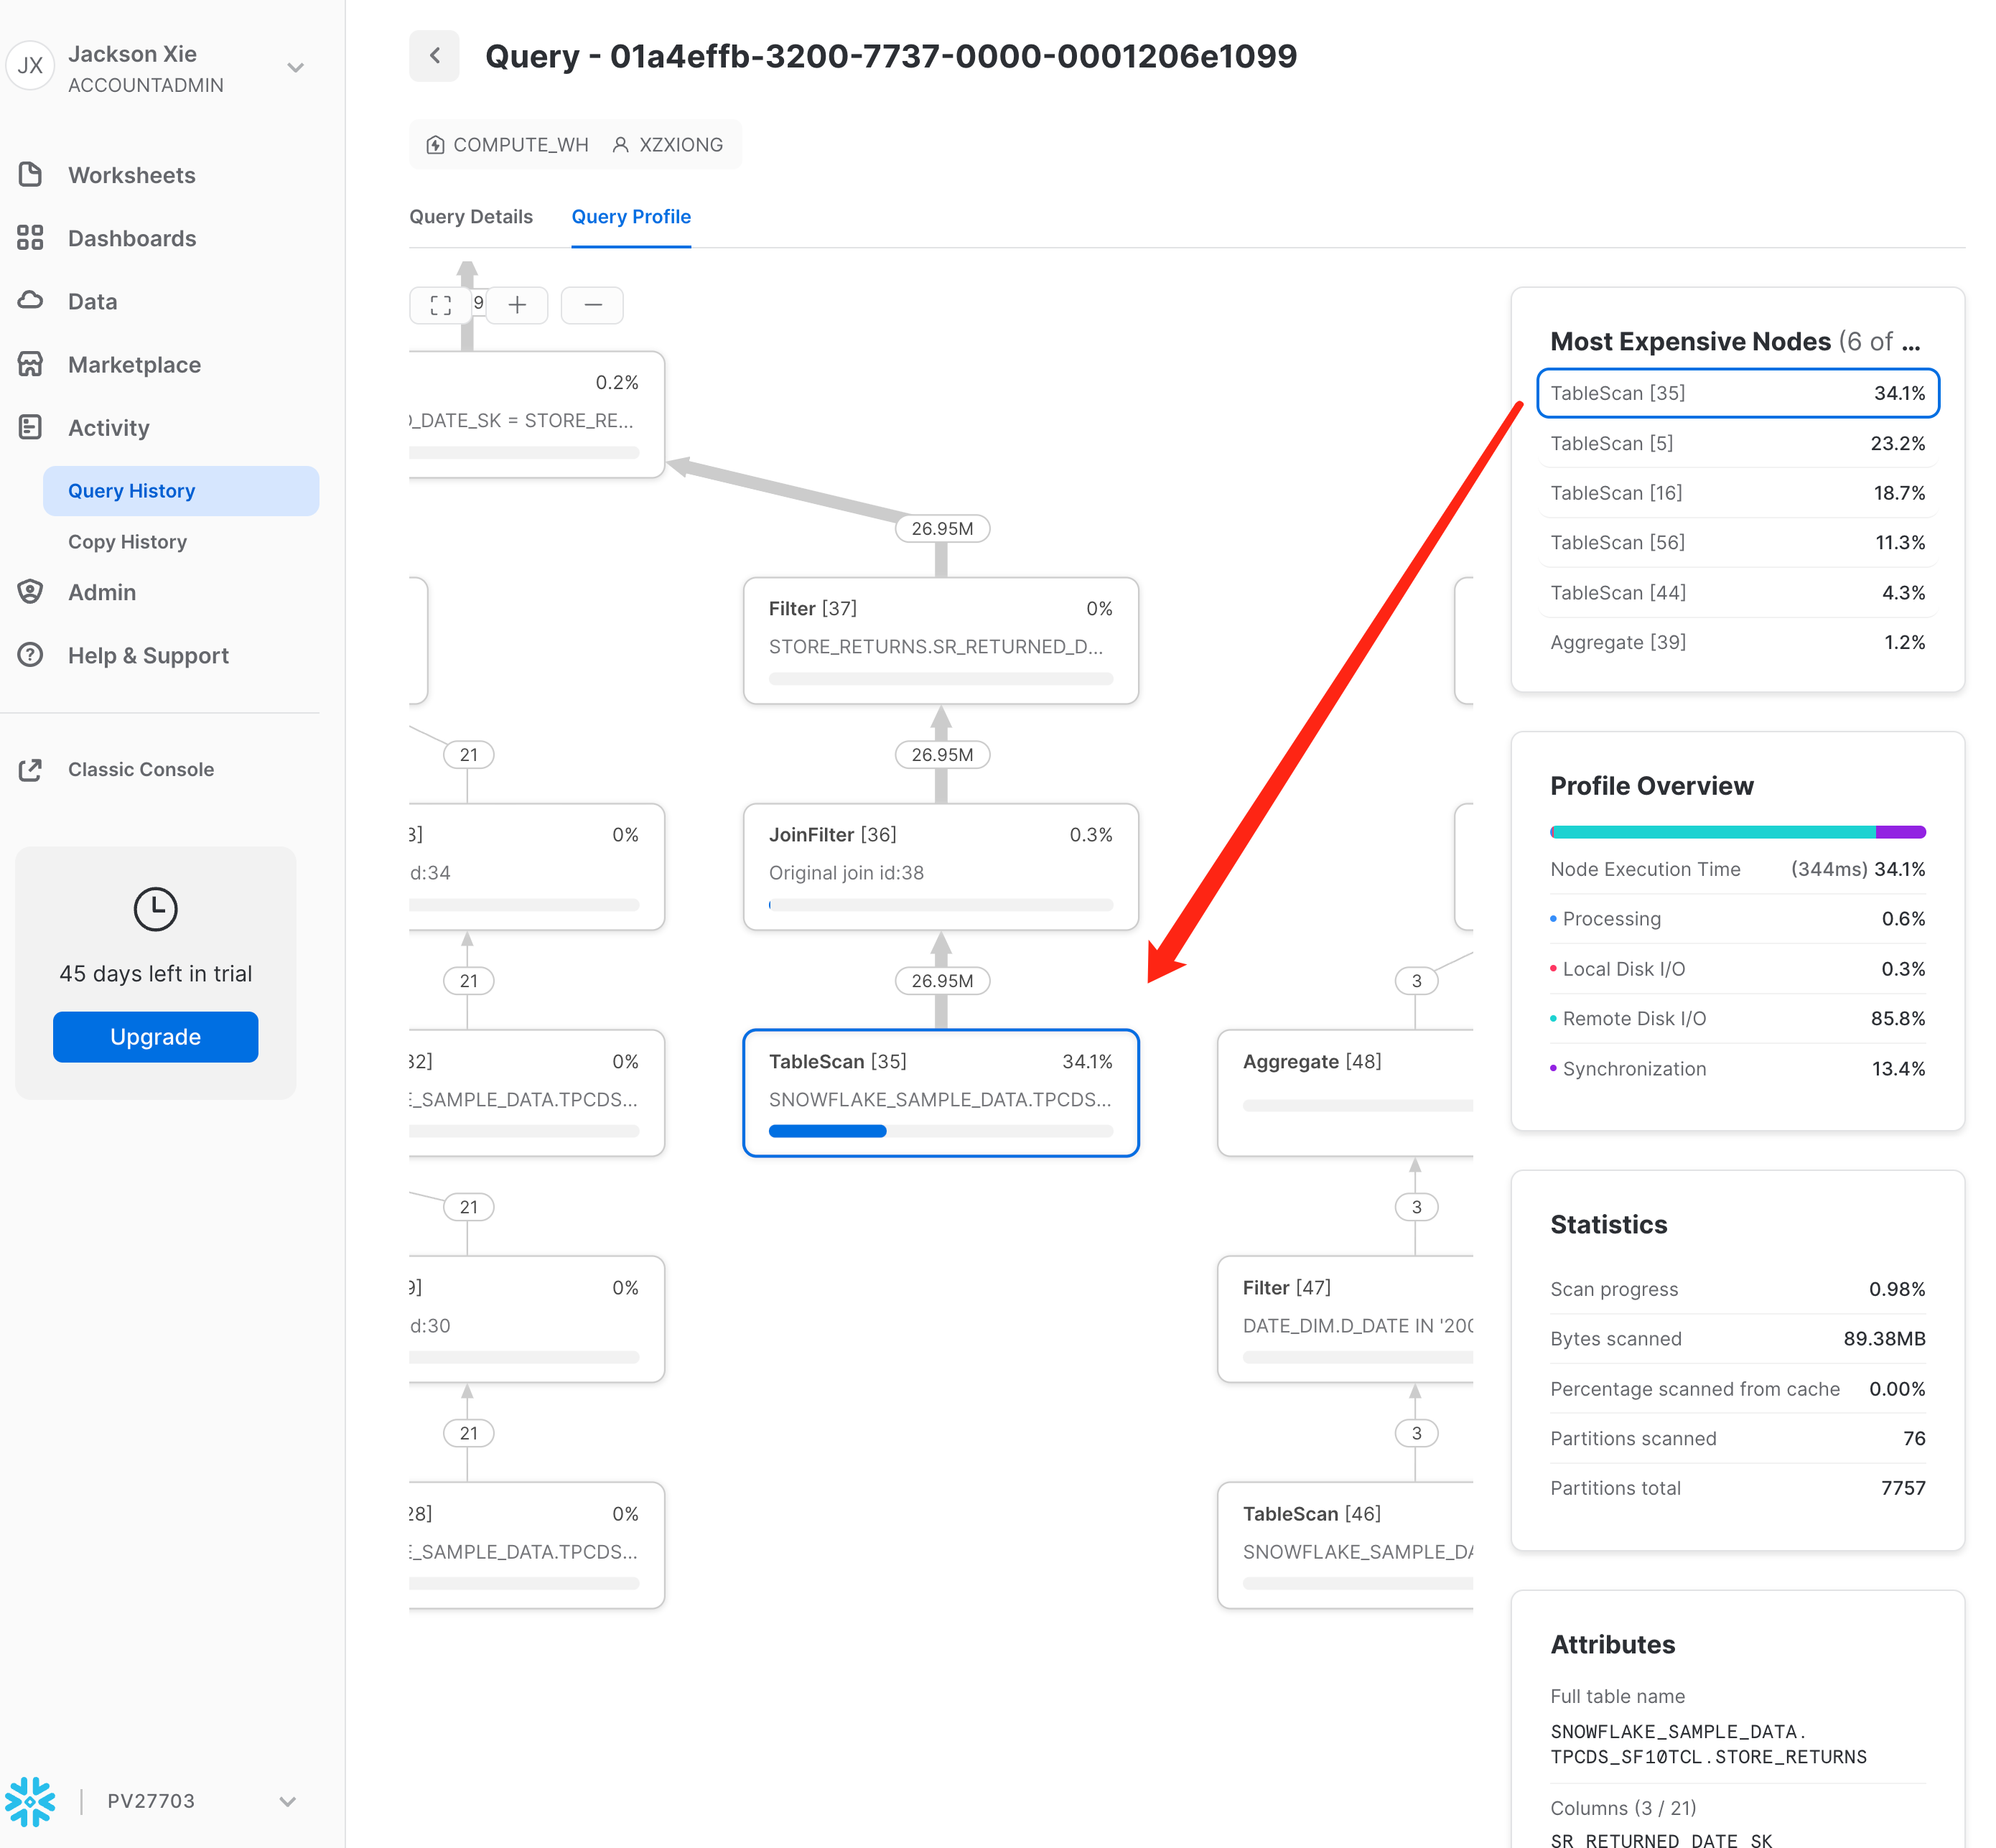 JX
Jackson Xie
ACCOUNTADMIN
Worksheets
Dashboards
Data
Marketplace
Activity
Query History
Copy History
Admin
Help & Support
Classic Console
45 days left in trial
Upgrade
PV27703
Query - 01a4effb-3200-7737-0000-0001206e1099
COMPUTE_WH XZXIONG
Query Details Query Profile
9
0.2%
D_DATE_SK = STORE_RE...
26.95M
Filter [37] 0%
STORE_RETURNS.SR_RETURNED_D...
21
26.95M
3] 0%
d:34
JoinFilter [36] 0.3%
Original join id:38
21
26.95M
3
32] 0%
E_SAMPLE_DATA.TPCDS...
TableScan [35] 34.1%
SNOWFLAKE_SAMPLE_DATA.TPCDS...
Aggregate [48]
21
3
9] 0%
d:30
Filter [47]
DATE_DIM.D_DATE IN '200
21
3
28] 0%
E_SAMPLE_DATA.TPCDS...
TableScan [46]
SNOWFLAKE_SAMPLE_DA
Most Expensive Nodes (6 of ...
TableScan [35] 34.1%
TableScan [5] 23.2%
TableScan [16] 18.7%
TableScan [56] 11.3%
TableScan [44] 4.3%
Aggregate [39] 1.2%
Profile Overview
Node Execution Time (344ms) 34.1%
Processing 0.6%
Local Disk I/O 0.3%
Remote Disk I/O 85.8%
Synchronization 13.4%
Statistics
Scan progress 0.98%
Bytes scanned 89.38MB
Percentage scanned from cache 0.00%
Partitions scanned 76
Partitions total 7757
Attributes
Full table name
SNOWFLAKE_SAMPLE_DATA.
TPCDS_SF10TCL.STORE_RETURNS
Columns (3 / 21)
SR_RETURNED_DATE_SK